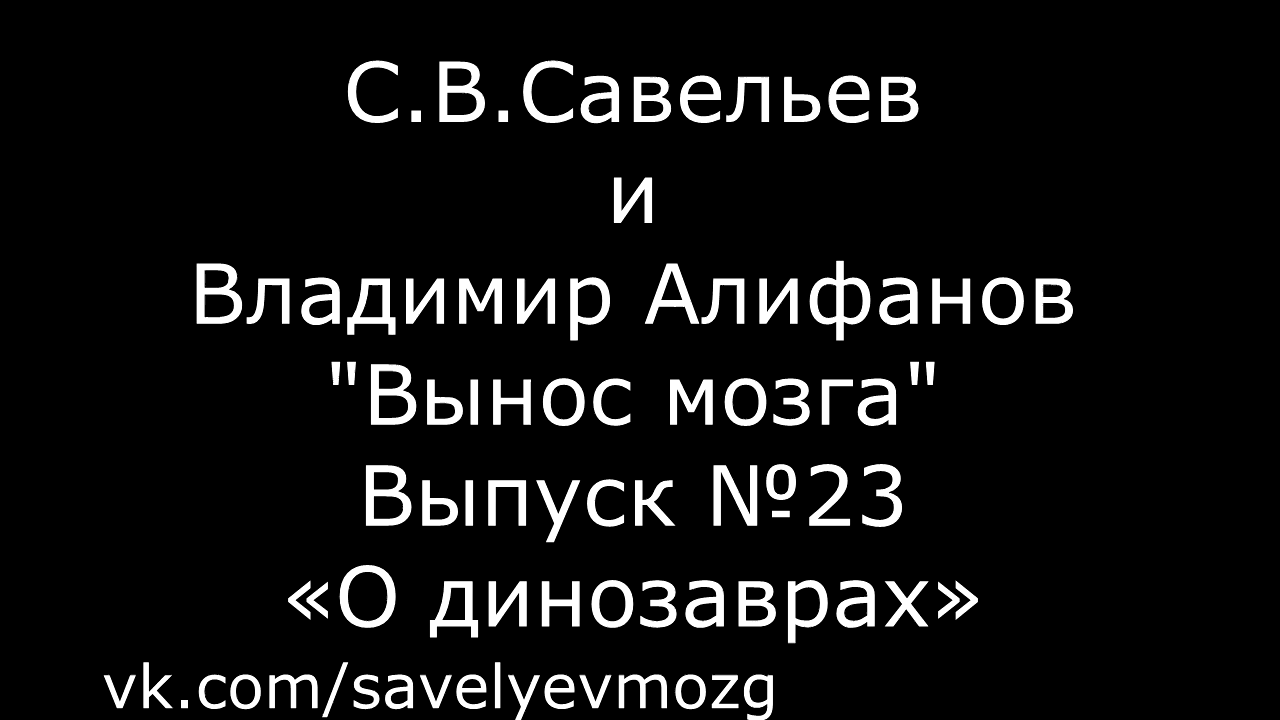 С.В.Савельев
и
Владимир Алифанов
"Вынос мозга"
Выпуск №23
«О динозаврах»
vk.com/savelyevmozg